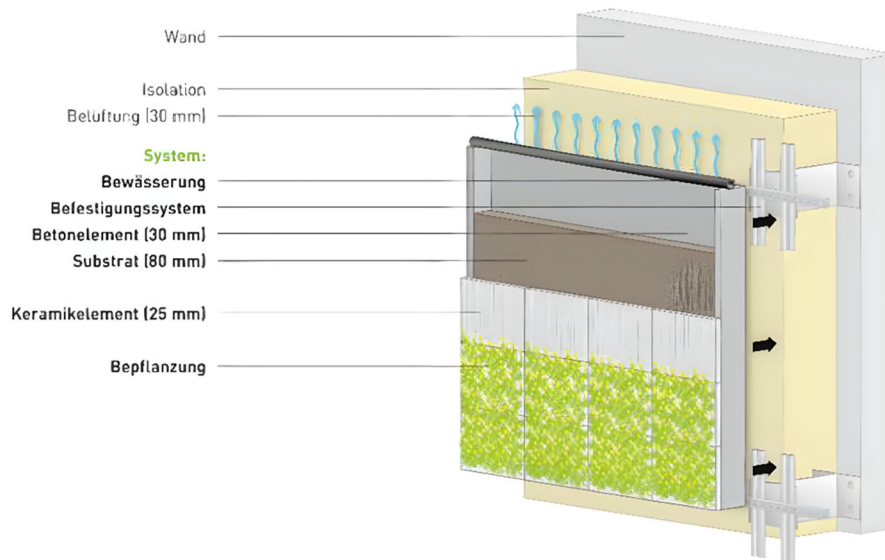 Wand
Isolation
Belüftung (30 mm)
System:
Bewässerung
Befestigungssystem
Betonelement (30 mm)
Substrat (80 mm)
Keramikelement (25 mm)
Bepflanzung